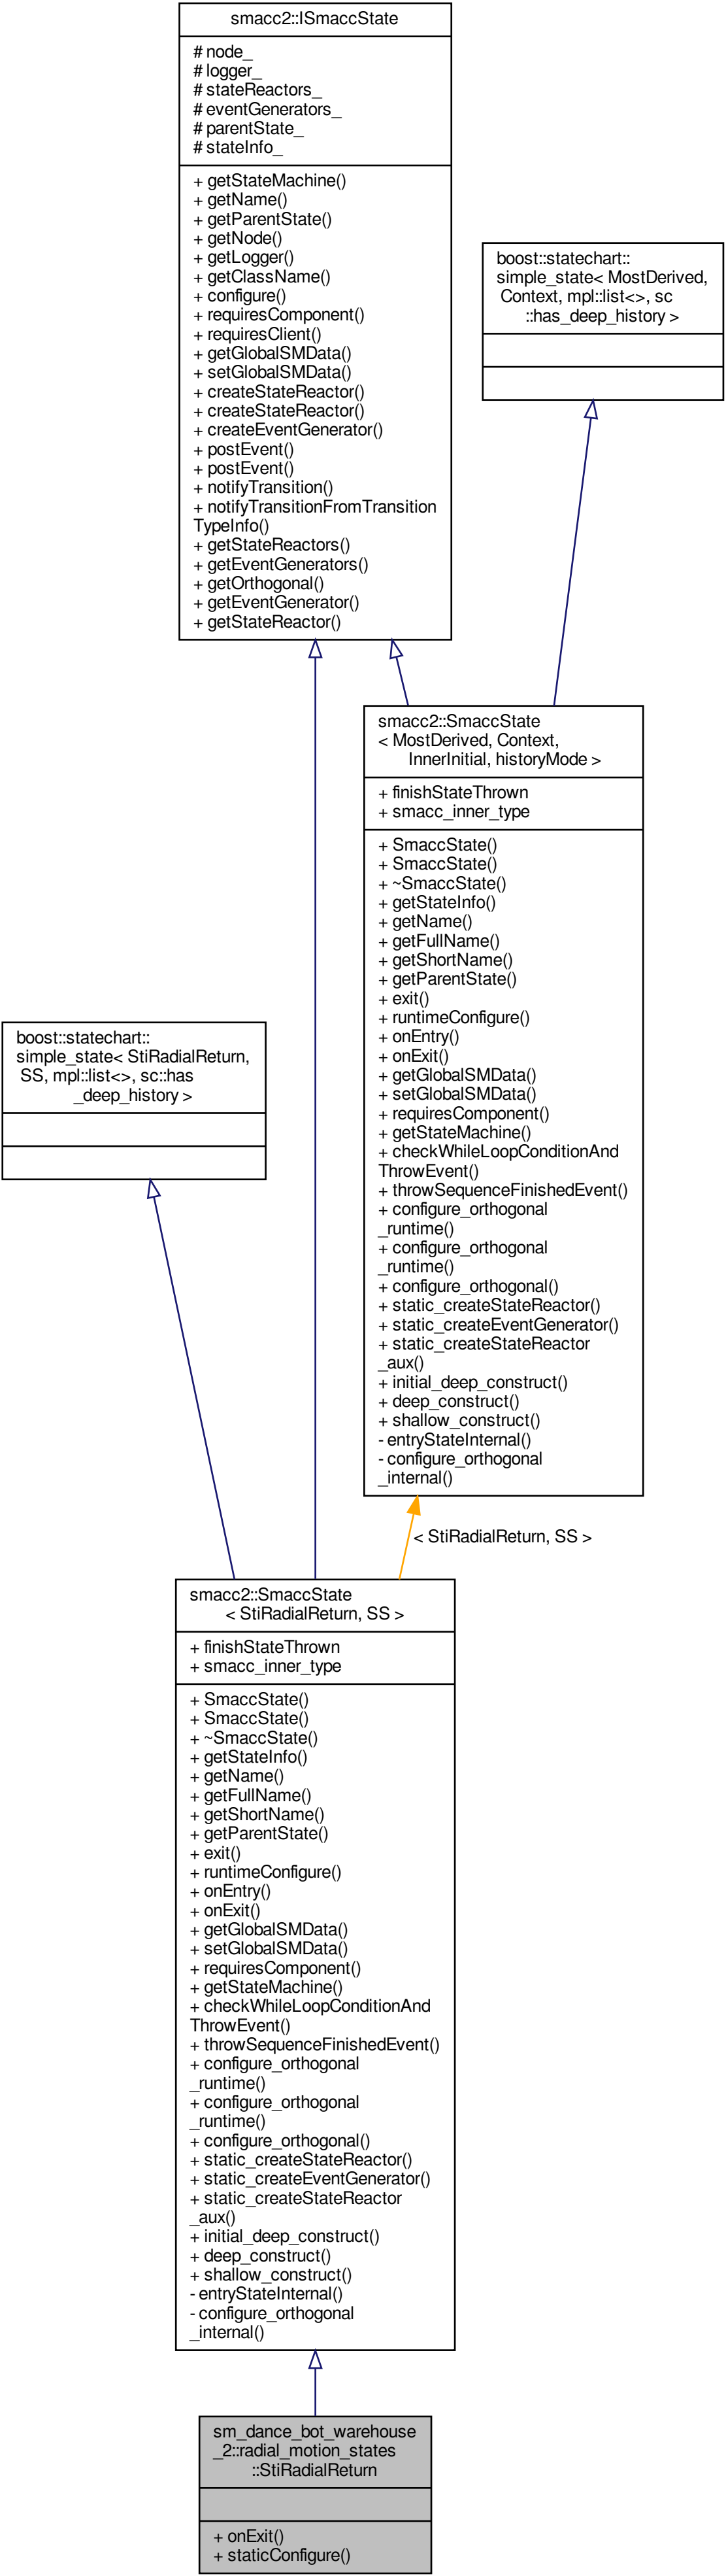 smacc2::ISmaccState
# node_
# logger_
# stateReactors_
# eventGenerators_
# parentState_
# stateInfo_
+ getStateMachine()
+ getName()
+ getParentState()
+ getNode()
+ getLogger()
+ getClassName()
+ configure()
+ requiresComponent()
+ requiresClient()
+ getGlobalSMData()
+ setGlobalSMData()
+ createStateReactor()
+ createStateReactor()
+ createEventGenerator()
+ postEvent()
+ postEvent()
+ notifyTransition()
+ notifyTransitionFromTransition
TypeInfo()
+ getStateReactors()
+ getEventGenerators()
+ getOrthogonal()
+ getEventGenerator()
+ getStateReactor()
boost::statechart::
simple_state< MostDerived,
Context, mpl::list<>, sc
::has_deep_history >
smacc2::SmaccState
< MostDerived, Context,
InnerInitial, historyMode >
+ finishStateThrown
+ smacc_inner_type
+ SmaccState()
+ SmaccState()
+ ~SmaccState()
+ getStateInfo()
+ getName()
+ getFullName()
+ getShortName()
+ getParentState()
+ exit()
+ runtimeConfigure()
+ onEntry()
+ onExit()
+ getGlobalSMData()
+ setGlobalSMData()
+ requiresComponent()
+ getStateMachine()
+ checkWhileLoopConditionAnd
ThrowEvent()
+ throwSequenceFinishedEvent()
+ configure_orthogonal
_runtime()
+ configure_orthogonal
_runtime()
+ configure_orthogonal()
+ static_createStateReactor()
+ static_createEventGenerator()
+ static_createStateReactor
_aux()
+ initial_deep_construct()
+ deep_construct()
+ shallow_construct()
- entryStateInternal()
- configure_orthogonal
_internal()
boost::statechart::
simple_state< StiRadialReturn,
SS, mpl::list<>, sc::has
_deep_history >
< StiRadialReturn, SS >
smacc2::SmaccState
< StiRadialReturn, SS >
+ finishStateThrown
+ smacc_inner_type
+ SmaccState()
+ SmaccState()
+ ~SmaccState()
+ getStateInfo()
+ getName()
+ getFullName()
+ getShortName()
+ getParentState()
+ exit()
+ runtimeConfigure()
+ onEntry()
+ onExit()
+ getGlobalSMData()
+ setGlobalSMData()
+ requiresComponent()
+ getStateMachine()
+ checkWhileLoopConditionAnd
ThrowEvent()
+ throwSequenceFinishedEvent()
+ configure_orthogonal
_runtime()
+ configure_orthogonal
_runtime()
+ configure_orthogonal()
+ static_createStateReactor()
+ static_createEventGenerator()
+ static_createStateReactor
_aux()
+ initial_deep_construct()
+ deep_construct()
+ shallow_construct()
- entryStateInternal()
- configure_orthogonal
_internal()
sm_dance_bot_warehouse
_2::radial_motion_states
::StiRadialReturn
+ onExit()
+ staticConfigure()